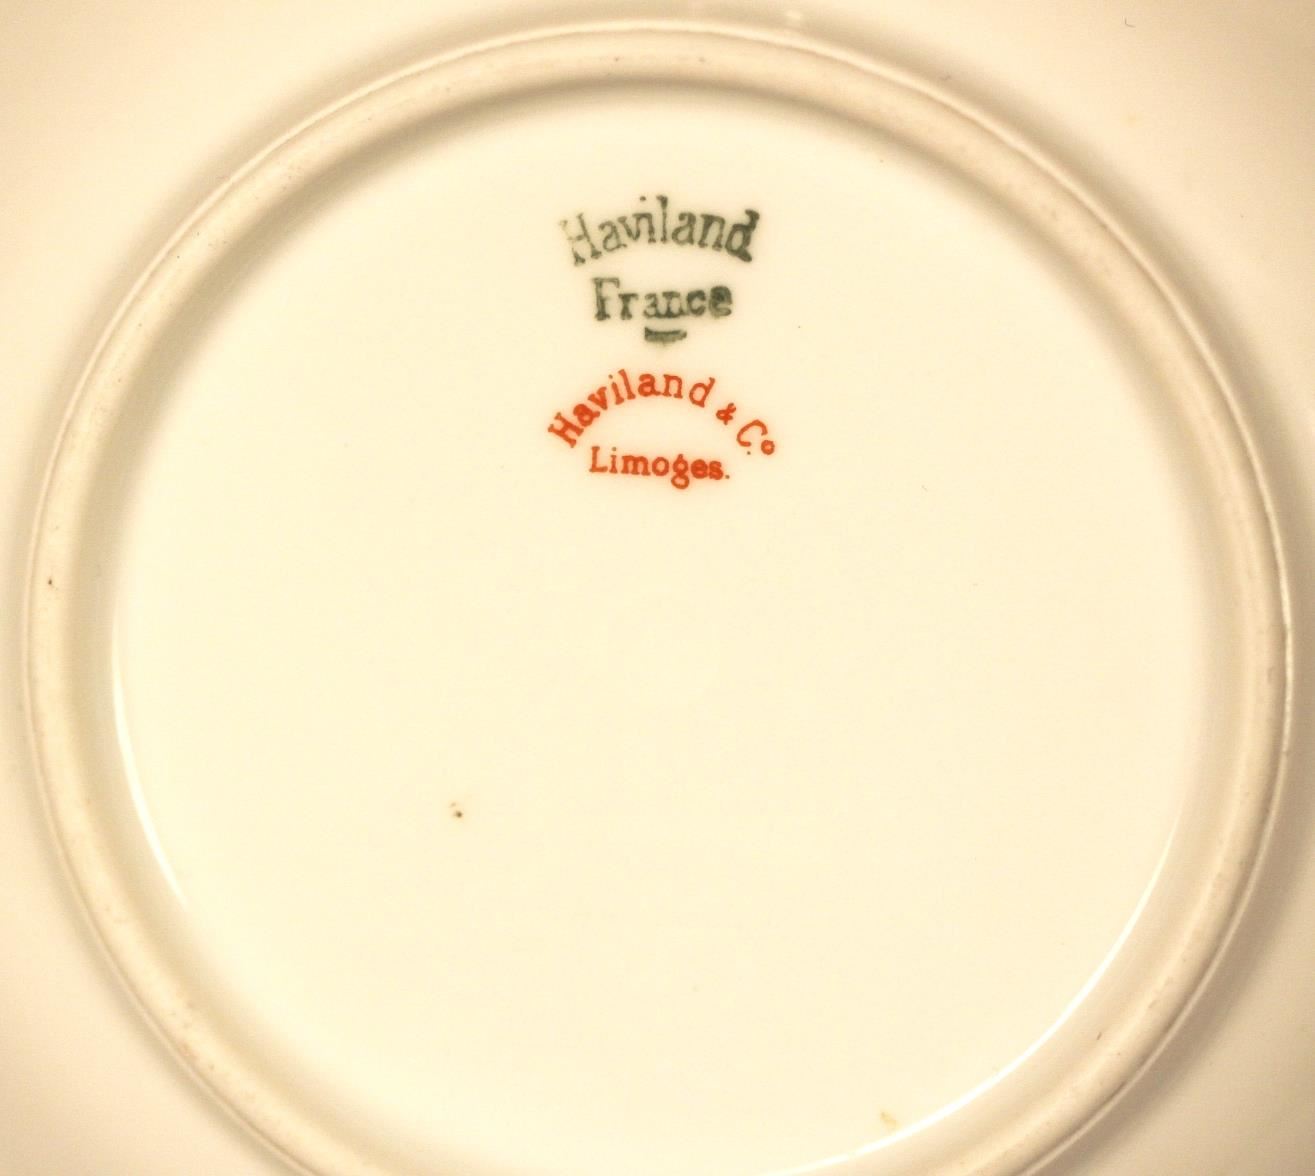 Haviland
France
Haviland & Co.
Limoges.